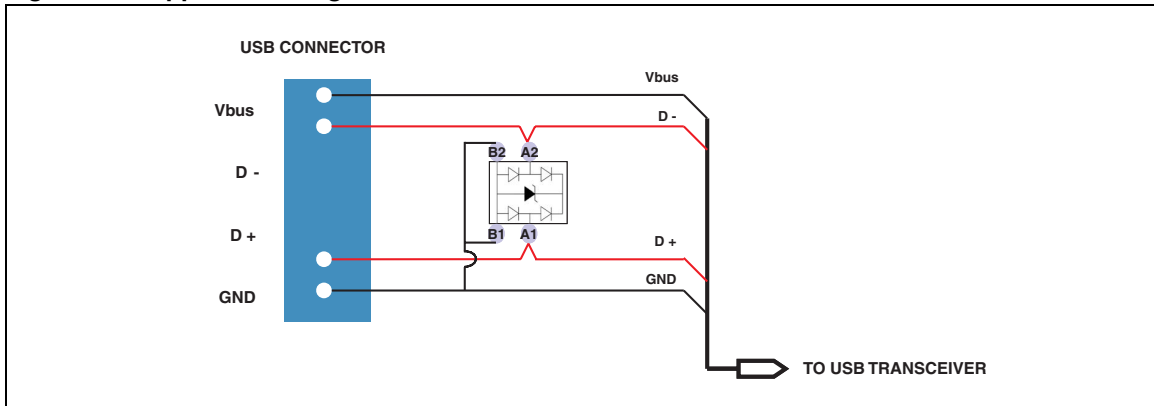 USB CONNECTOR
Vbus
Vbus
D -
B2 A2
D -
B1 A1
D +
D +
GND
GND
TO USB TRANSCEIVER